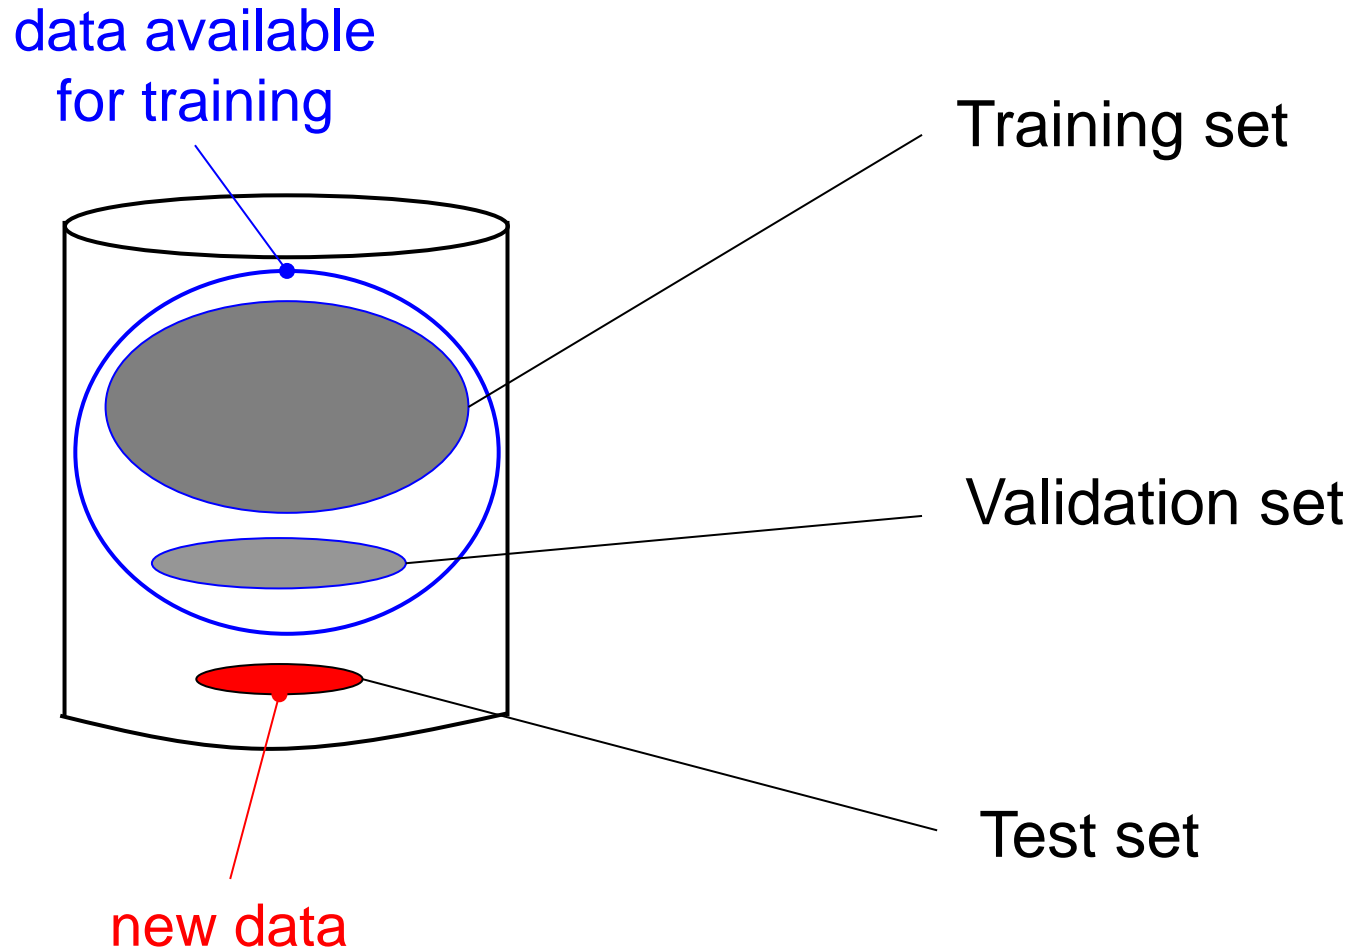 data available
for training
Training set
Validation set
Test set
new data